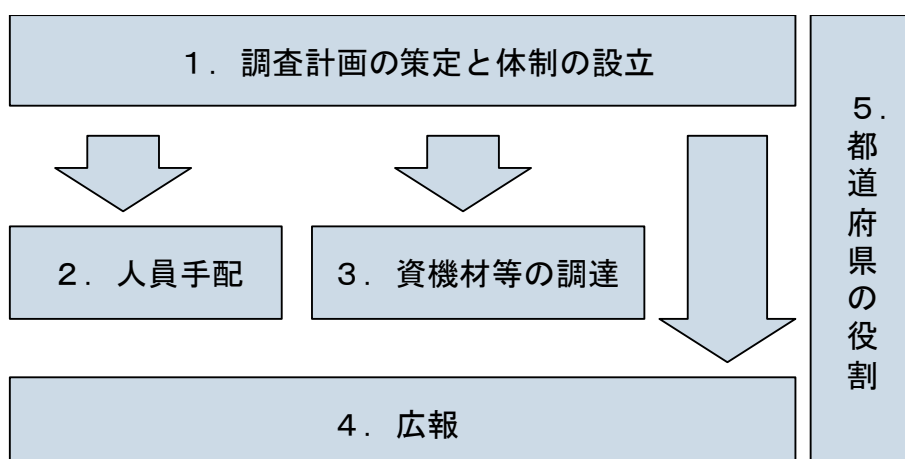 １．調査計画の策定と体制の設立
２．人員手配
３．資機材等の調達
４．広報
５．都道府県の役割